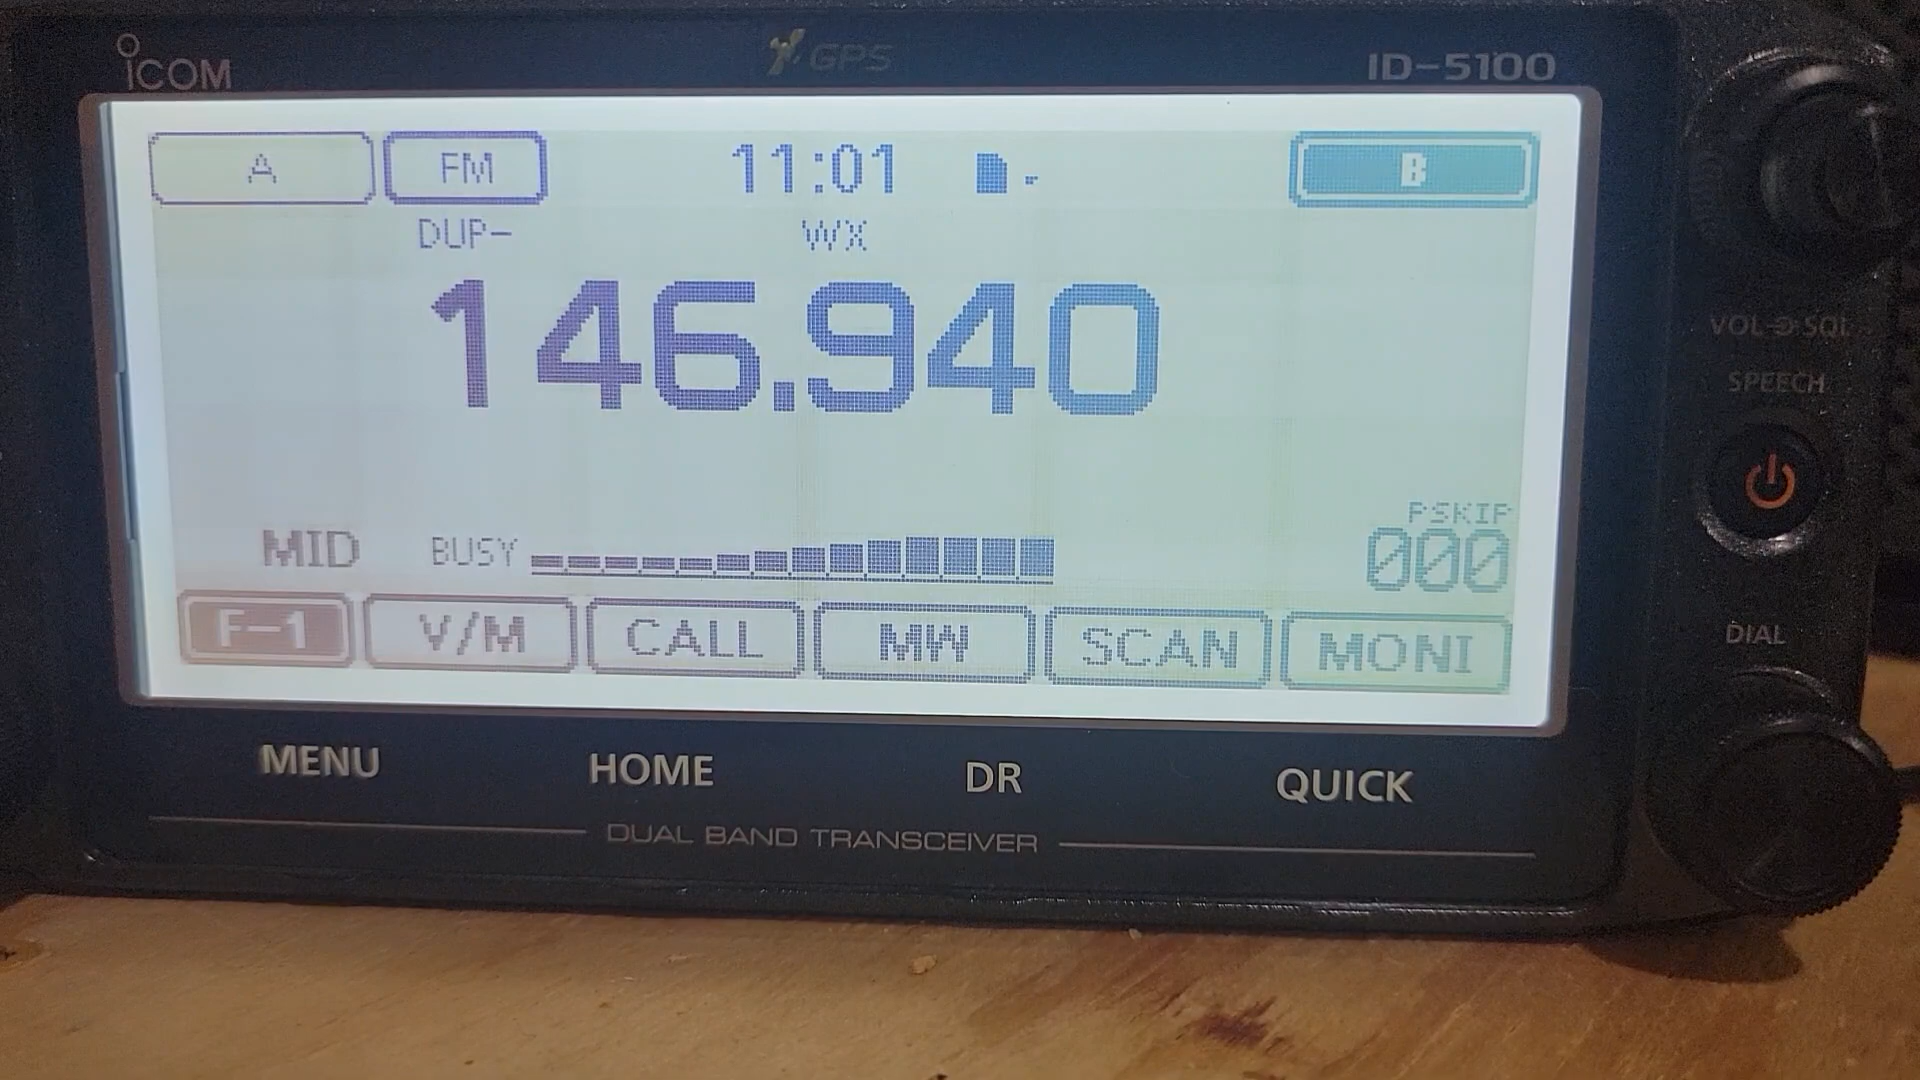 iCOM GPS ID-5100
A FM 11:01 B
DUP- WX
146.940
VOL SQL
SPEECH
PSKIP
MID BUSY 000
F-1 V/M CALL MW SCAN MONI
DIAL
MENU HOME DR QUICK
DUAL BAND TRANSCEIVER